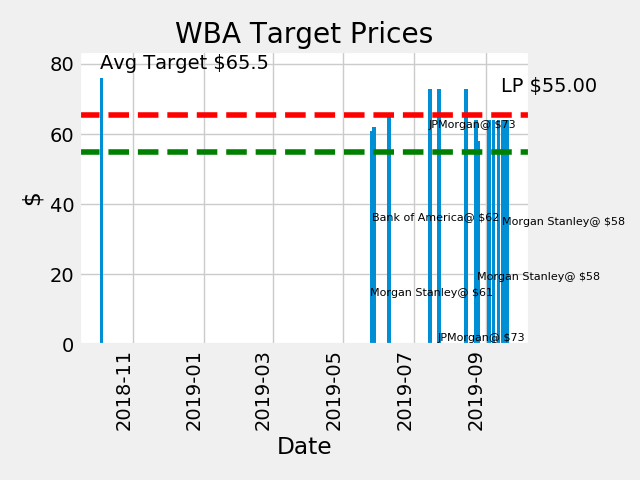 WBA Target Prices
Avg Target $65.5
LP $55.00
JPMorgan@ $73
Bank of America@ $62
Morgan Stanley@ $58
Morgan Stanley@ $58
Morgan Stanley@ $61
JPMorgan@ $73
$
80
60
40
20
0
2018-11
2019-01
2019-03
2019-05
2019-07
2019-09
Date